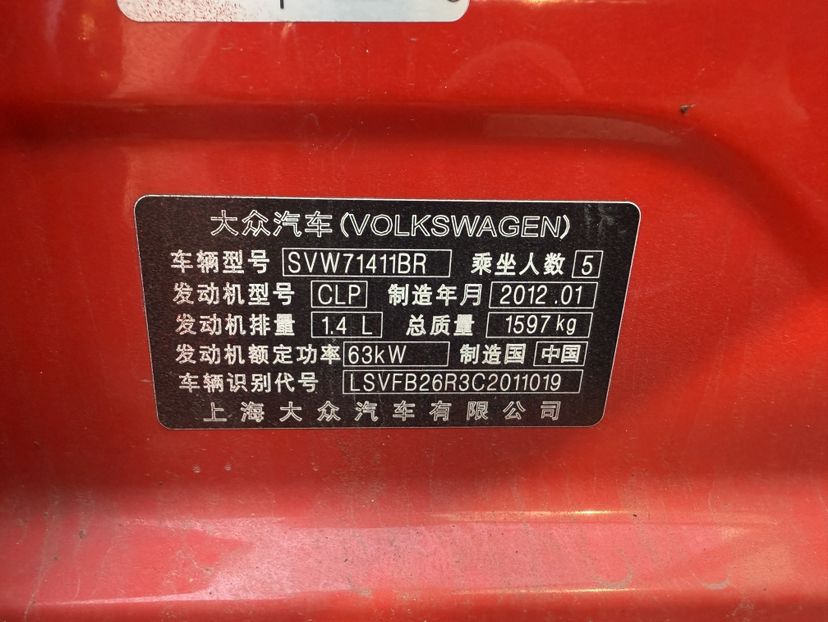 大众汽车(VOLKSWAGEN)
车辆型号 SVW71411BR 乘坐人数 5
发动机型号 CLP 制造年月 2012.01
发动机排量 1.4 L 总质量 1597kg
发动机额定功率 63kW 制造国 中国
车辆识别代号 LSVFB26R3C2011019
上海大众汽车有限公司